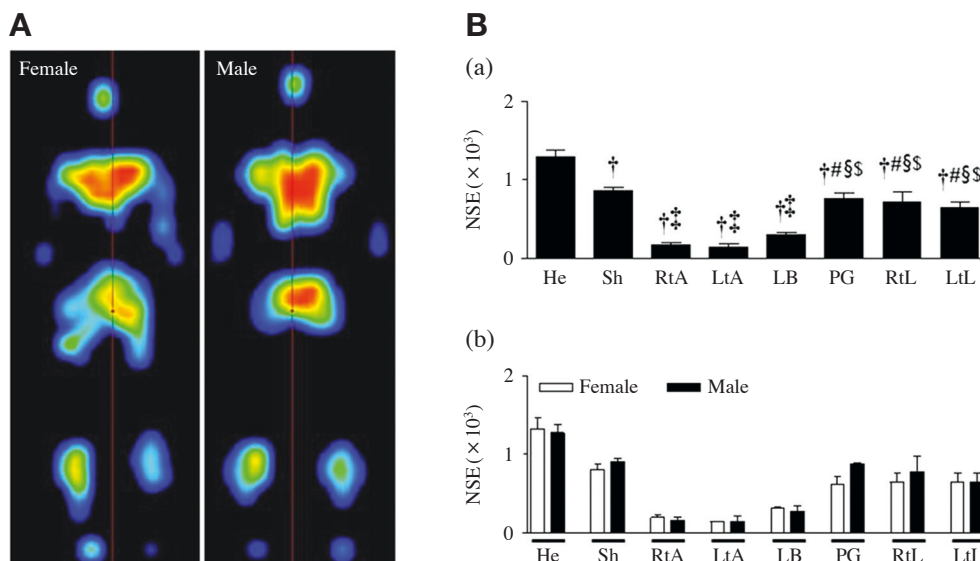 A
B
Female
Male
(a)
2
1
0
NSE (× 10³)
† †‡ †‡ †‡ †#§$ †#§$ †#§$
He Sh RtA LtA LB PG RtL LtL
(b)
2
1
0
NSE (× 10³)
Female Male
He Sh RtA LtA LB PG RtL LtL